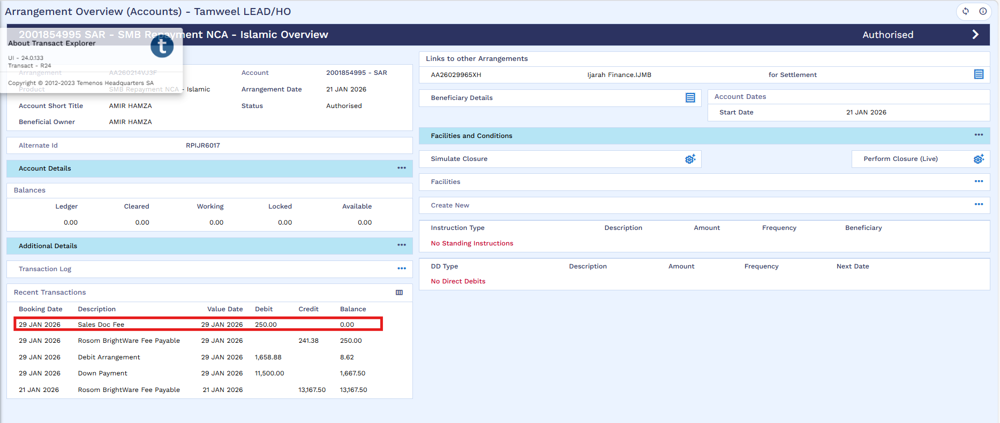 Arrangement Overview (Accounts) - Tamweel LEAD/HO
2001854995 SAR - SMB Repayment NCA - Islamic Overview
Authorised
About Transact Explorer
UI - 24.0.133
Transact - R24
Copyright © 2012-2023 Temenos Headquarters SA
Arrangement AA260214VJ3F Account 2001854995 - SAR
Product SMB Repayment NCA - Islamic Arrangement Date 21 JAN 2026
Account Short Title AMIR HAMZA Status Authorised
Beneficial Owner AMIR HAMZA
Alternate Id RPIJR6017
Account Details
Balances
Ledger Cleared Working Locked Available
0.00 0.00 0.00 0.00 0.00
Additional Details
Transaction Log
Recent Transactions
Booking Date Description Value Date Debit Credit Balance
29 JAN 2026 Sales Doc Fee 29 JAN 2026 250.00 0.00
29 JAN 2026 Rosom BrightWare Fee Payable 29 JAN 2026 241.38 250.00
29 JAN 2026 Debit Arrangement 29 JAN 2026 1,658.88 8.62
29 JAN 2026 Down Payment 29 JAN 2026 11,500.00 1,667.50
21 JAN 2026 Rosom BrightWare Fee Payable 21 JAN 2026 13,167.50 13,167.50
Links to other Arrangements
AA26029965XH Ijarah Finance.IJMB for Settlement
Beneficiary Details
Account Dates
Start Date 21 JAN 2026
Facilities and Conditions
Simulate Closure
Perform Closure (Live)
Facilities
Create New
Instruction Type Description Amount Frequency Beneficiary
No Standing Instructions
DD Type Description Amount Frequency Next Date
No Direct Debits